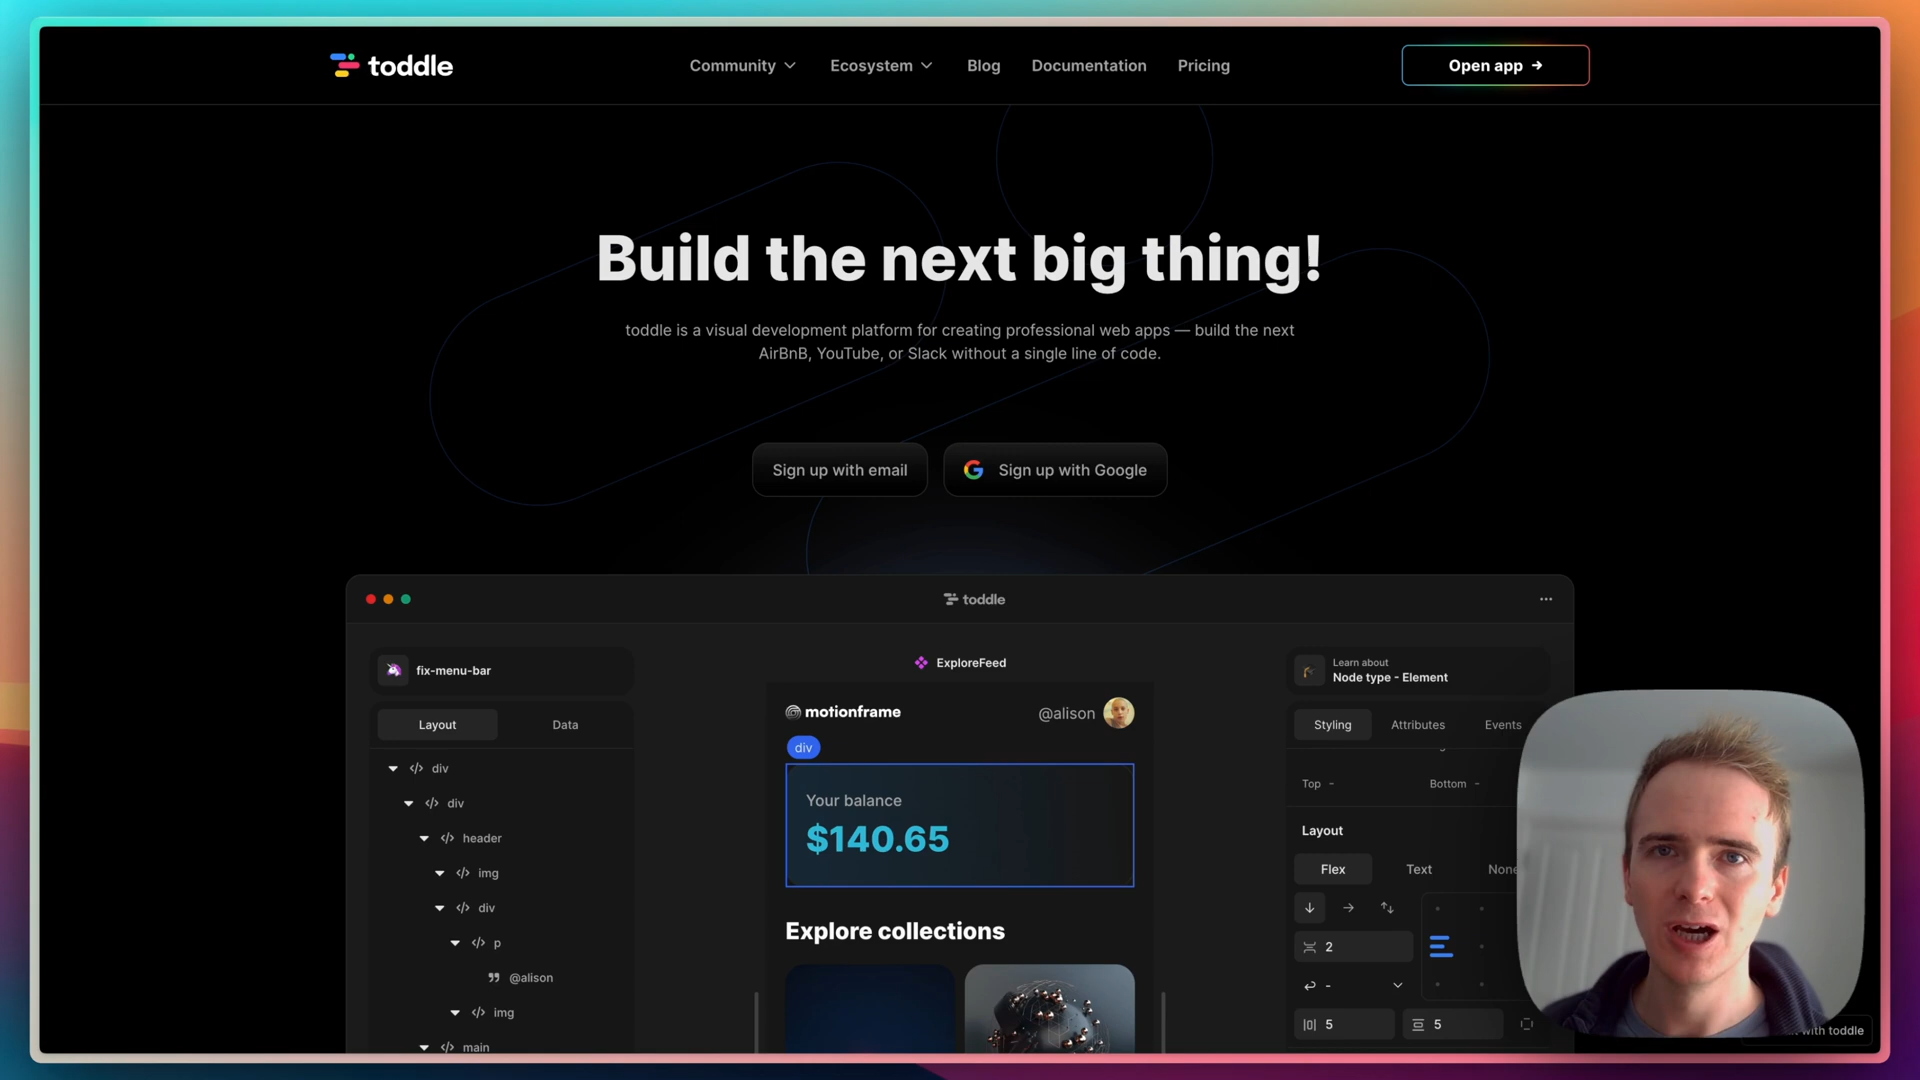 toddle
Community
Ecosystem
Blog
Documentation
Pricing
Open app →
Build the next big thing!
toddle is a visual development platform for creating professional web apps — build the next
AirBnB, YouTube, or Slack without a single line of code.
Sign up with email
Sign up with Google
toddle
fix-menu-bar
Layout
Data
div
div
header
img
div
p
@alison
img
main
ExploreFeed
motionframe
@alison
div
Your balance
$140.65
Explore collections
Learn about
Node type - Element
Styling
Attributes
Events
Top -
Bottom -
Layout
Flex
Text
None
2
-
5
5
with toddle